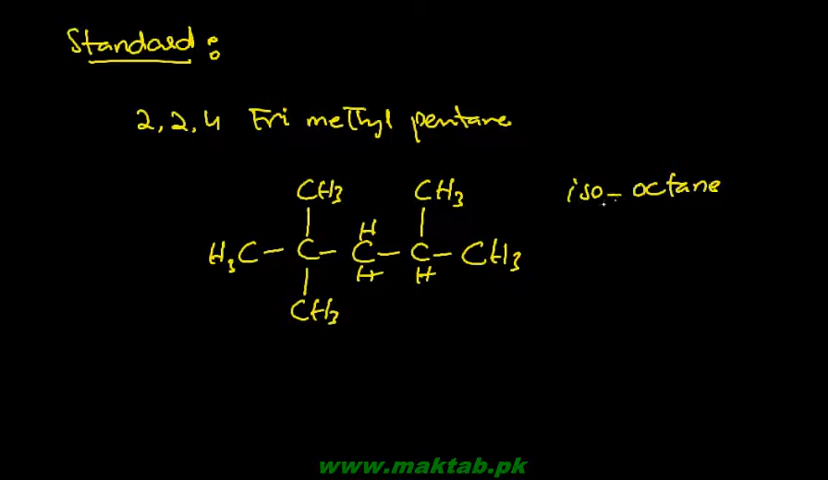 Standard:
2,2,4 Tri methyl pentane
CH3 CH3 iso- octane
H
H3C - C - C - C - CH3
H H
CH3
www.maktab.pk